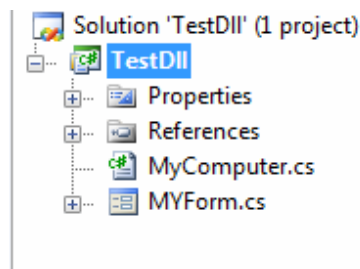 Solution 'TestDll' (1 project)
TestDll
Properties
References
MyComputer.cs
MYForm.cs